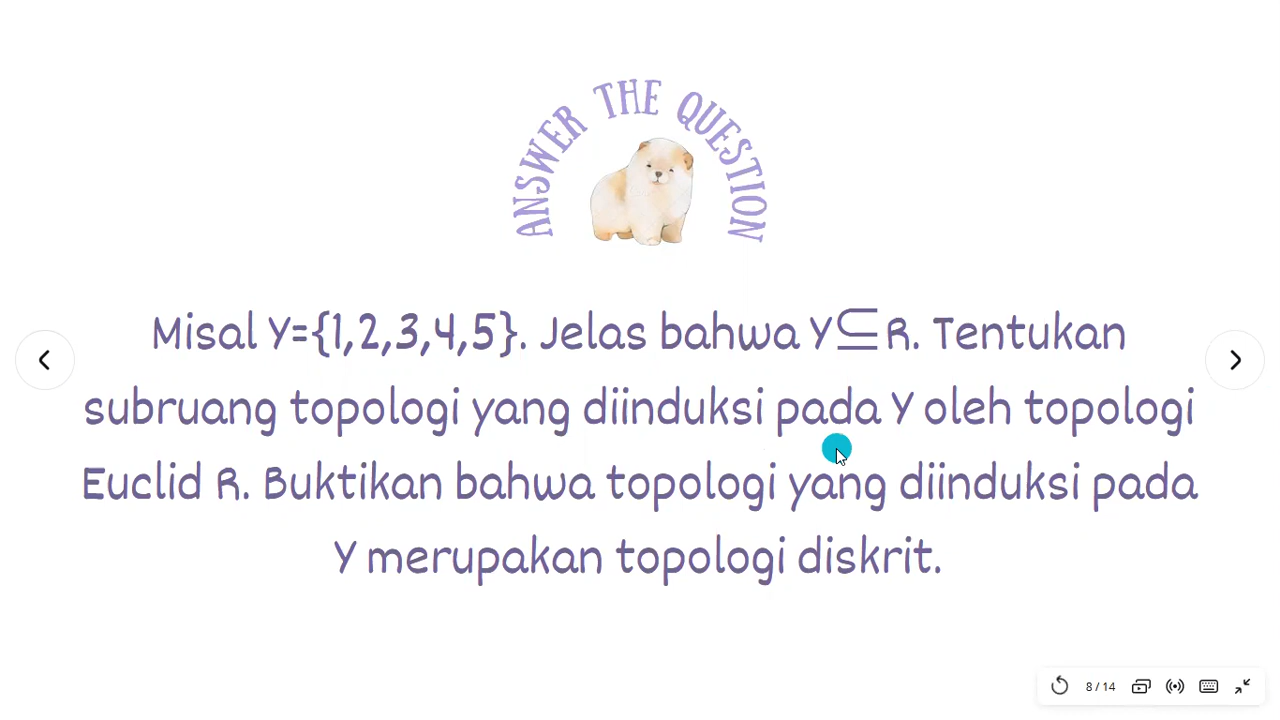 ANSWER THE QUESTION
Misal Y={1,2,3,4,5}. Jelas bahwa Y⊆R. Tentukan
subruang topologi yang diinduksi pada Y oleh topologi
Euclid R. Buktikan bahwa topologi yang diinduksi pada
Y merupakan topologi diskrit.
8 / 14